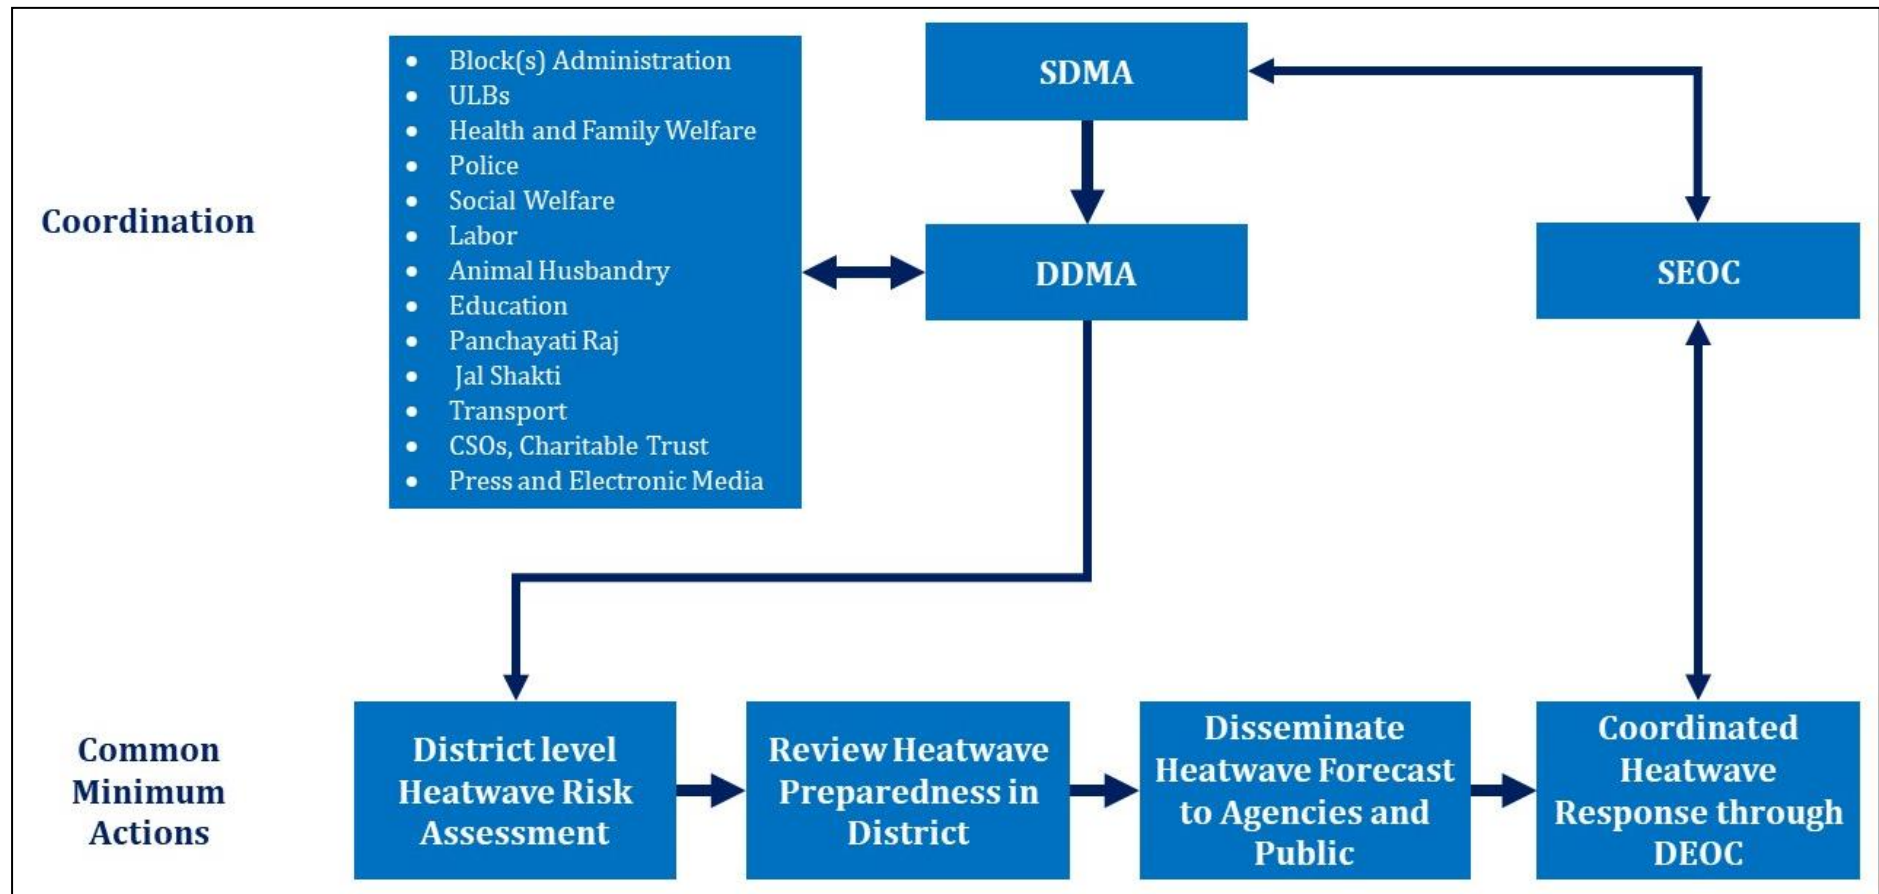 Coordination
Block(s) Administration
ULBs
Health and Family Welfare
Police
Social Welfare
Labor
Animal Husbandry
Education
Panchayati Raj
Jal Shakti
Transport
CSOs, Charitable Trust
Press and Electronic Media
SDMA
DDMA
SEOC
Common
Minimum
Actions
District level
Heatwave Risk
Assessment
Review Heatwave
Preparedness in
District
Disseminate
Heatwave Forecast
to Agencies and
Public
Coordinated
Heatwave
Response through
DEOC